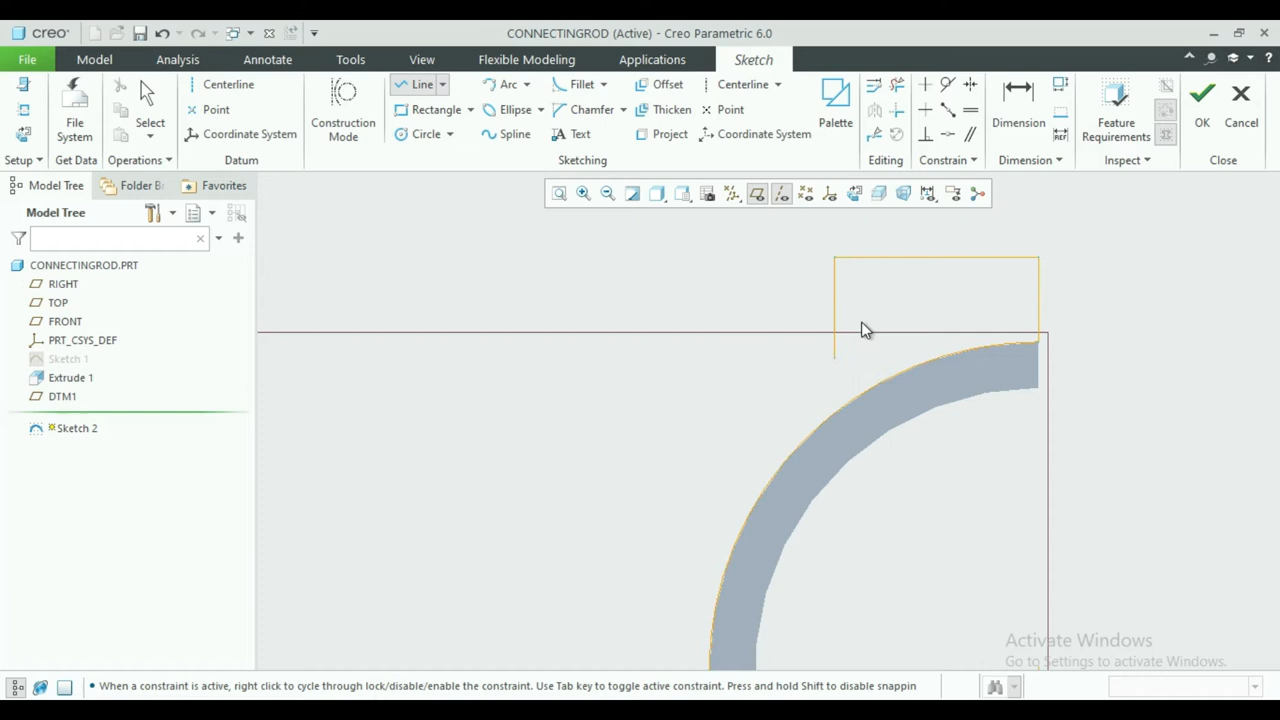 creo CONNECTINGROD (Active) - Creo Parametric 6.0
File Model Analysis Annotate Tools View Flexible Modeling Applications Sketch
Centerline Line Arc Fillet Offset Centerline
Point Rectangle Ellipse Chamfer Thicken Point
Coordinate System Circle Spline Text Project Coordinate System
File System Select Construction Mode Palette Dimension Feature Requirements OK Cancel
REF
Setup Get Data Operations Datum Sketching Editing Constrain Dimension Inspect Close
Model Tree Folder Br Favorites
Model Tree
CONNECTINGROD.PRT
RIGHT
TOP
FRONT
PRT_CSYS_DEF
Sketch 1
Extrude 1
DTM1
Sketch 2
Activate Windows
Go to Settings to activate Windows.
• When a constraint is active, right click to cycle through lock/disable/enable the constraint. Use Tab key to toggle active constraint. Press and hold Shift to disable snappin